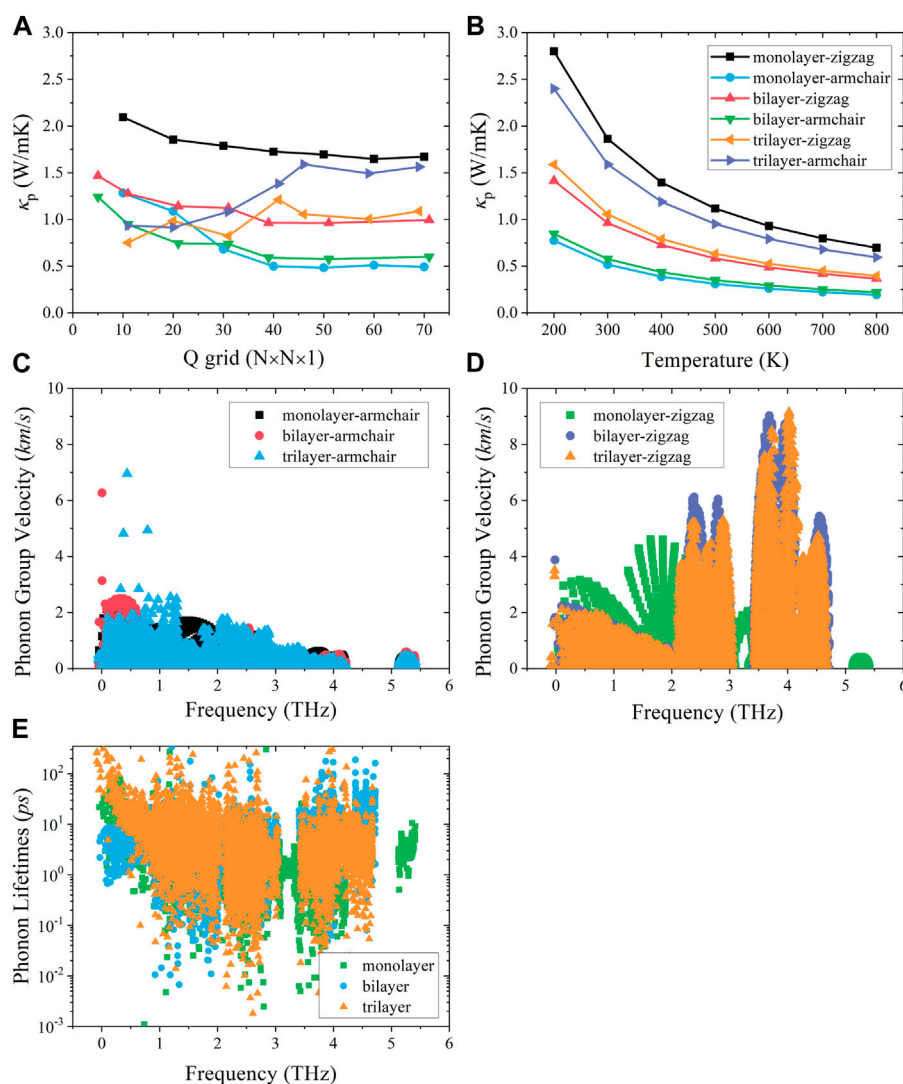 A
3.0
2.5
2.0
1.5
1.0
0.5
0.0
κp (W/mK)
0 10 20 30 40 50 60 70
Q grid (N×N×1)
B
3.0
2.5
2.0
1.5
1.0
0.5
0.0
κp (W/mK)
monolayer-zigzag
monolayer-armchair
bilayer-zigzag
bilayer-armchair
trilayer-zigzag
trilayer-armchair
200 300 400 500 600 700 800
Temperature (K)
C
10
8
6
4
2
0
Phonon Group Velocity (km/s)
monolayer-armchair
bilayer-armchair
trilayer-armchair
0 1 2 3 4 5 6
Frequency (THz)
D
10
8
6
4
2
0
Phonon Group Velocity (km/s)
monolayer-zigzag
bilayer-zigzag
trilayer-zigzag
0 1 2 3 4 5 6
Frequency (THz)
E
10²
10¹
10⁰
10⁻¹
10⁻²
10⁻³
Phonon Lifetimes (ps)
monolayer
bilayer
trilayer
0 1 2 3 4 5 6
Frequency (THz)